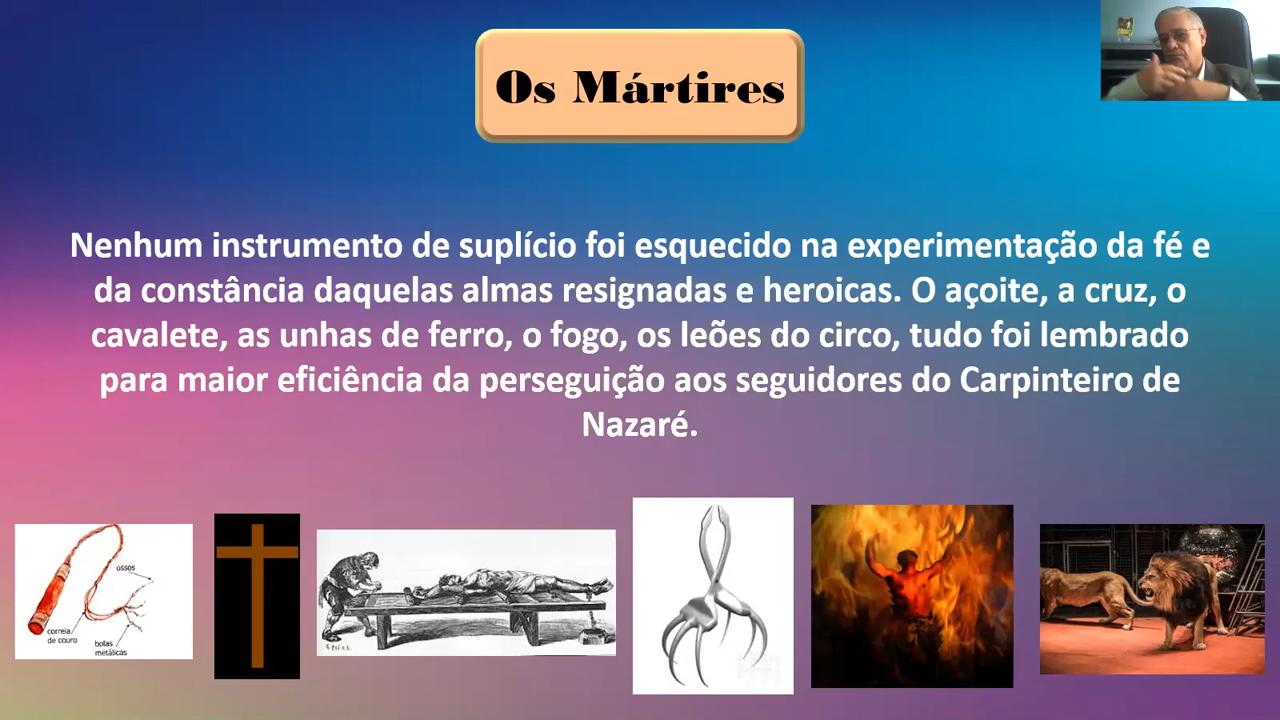 Os Mártires
Nenhum instrumento de suplício foi esquecido na experimentação da fé e
da constância daquelas almas resignadas e heroicas. O açoite, a cruz, o
cavalete, as unhas de ferro, o fogo, os leões do circo, tudo foi lembrado
para maior eficiência da perseguição aos seguidores do Carpinteiro de
Nazaré.
ossos
correia
de couro
bolas
metálicas